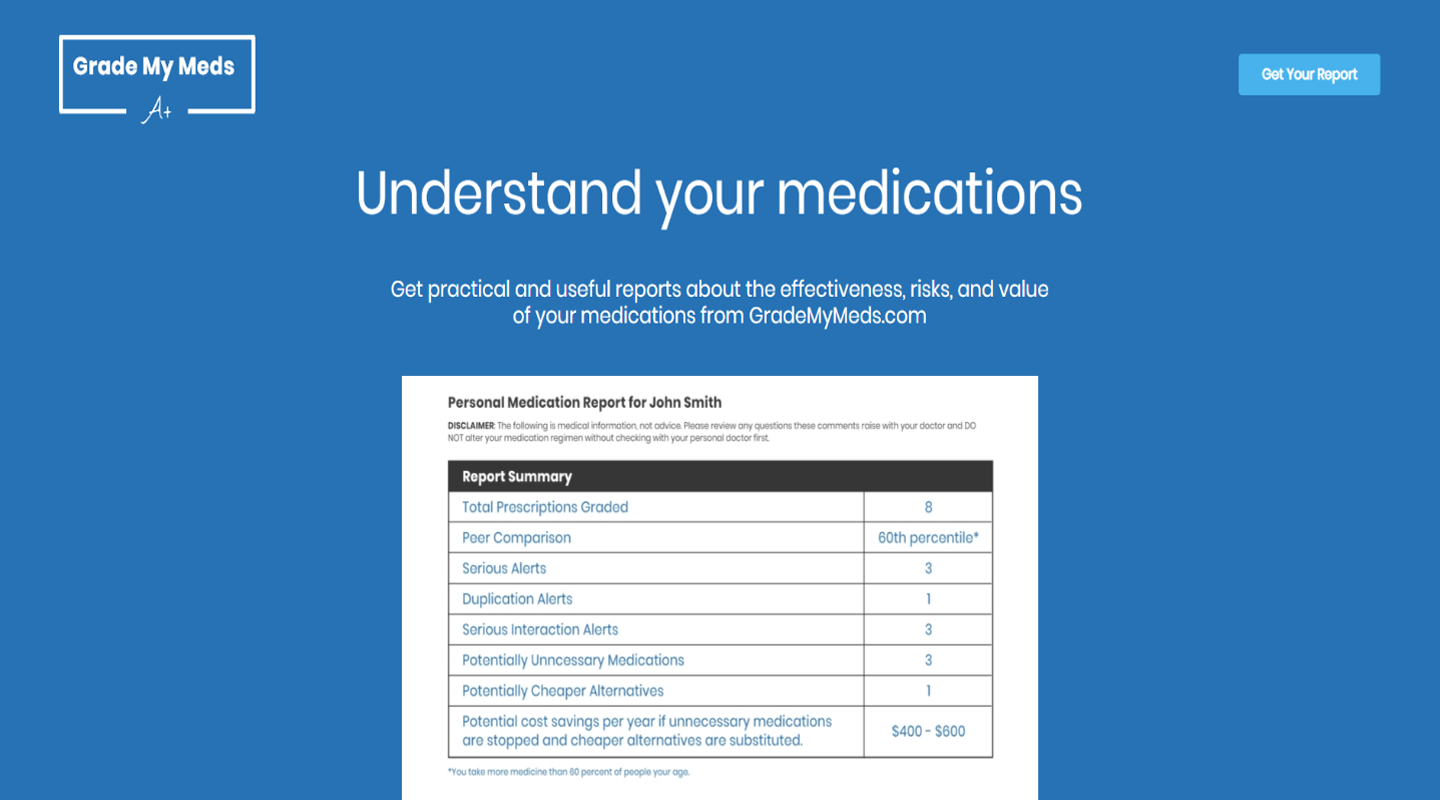 Grade My Meds
A+
Get Your Report
Understand your medications
Get practical and useful reports about the effectiveness, risks, and value
of your medications from GradeMyMeds.com
Personal Medication Report for John Smith
DISCLAIMER: The following is medical information, not advice. Please review any questions these comments raise with your doctor and DO
NOT alter your medication regimen without checking with your personal doctor first.
Report Summary
Total Prescriptions Graded 8
Peer Comparison 60th percentile*
Serious Alerts 3
Duplication Alerts 1
Serious Interaction Alerts 3
Potentially Unncessary Medications 3
Potentially Cheaper Alternatives 1
Potential cost savings per year if unnecessary medications
are stopped and cheaper alternatives are substituted.
$400 - $600
*You take more medicine than 60 percent of people your age.